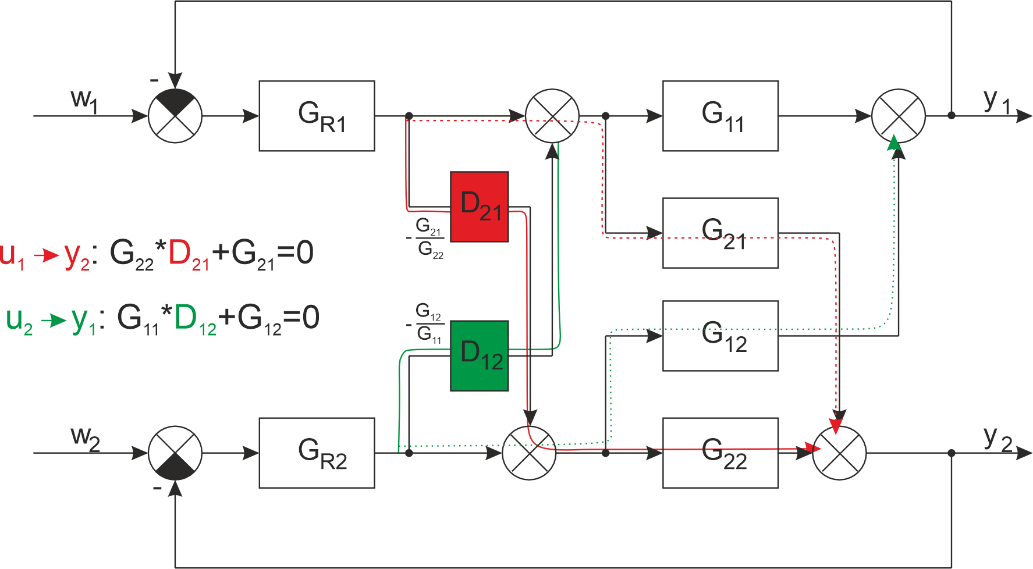 -
w1
GR1
G11
y1
D21
-G21/G22
G21
u1 → y2: G22*D21+G21=0
u2 → y1: G11*D12+G12=0
-G12/G11
G12
D12
w2
GR2
G22
y2
-